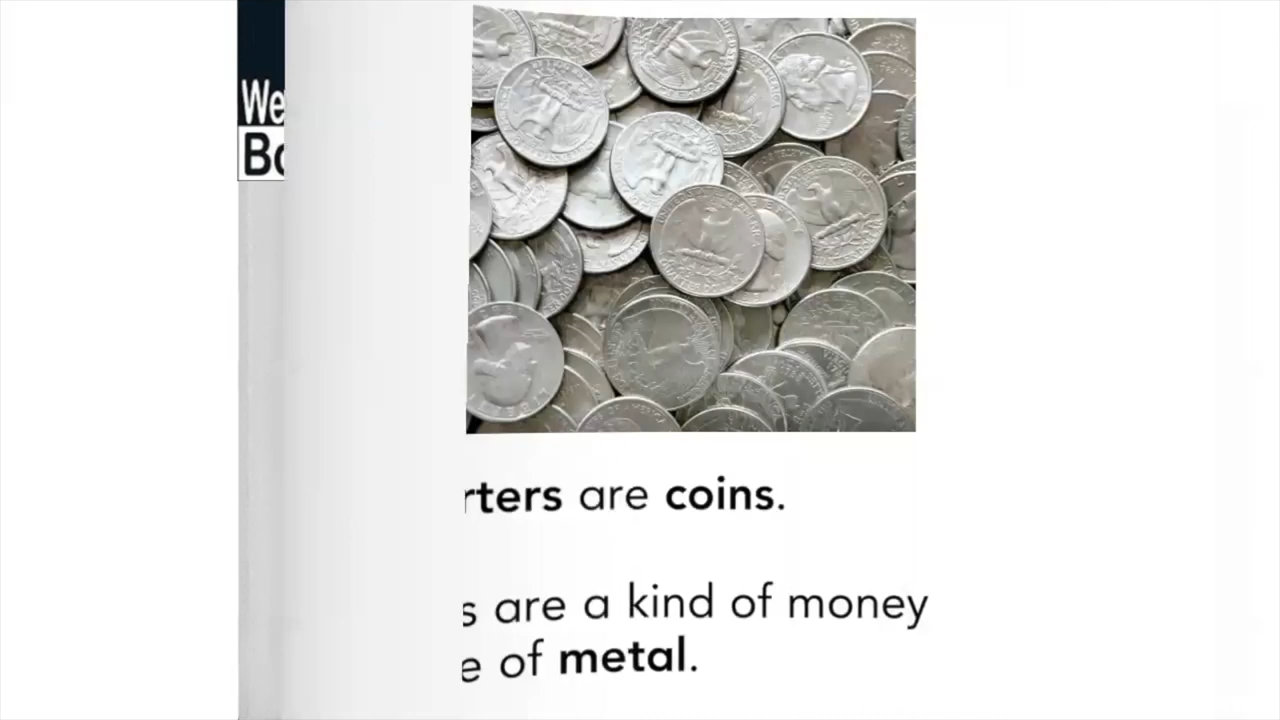 We
Bo
rters are coins.
s are a kind of money
e of metal.